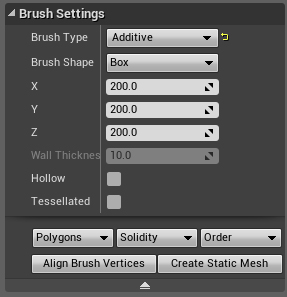 Brush Settings
Brush Type Additive
Brush Shape Box
X 200.0
Y 200.0
Z 200.0
Wall Thicknes 10.0
Hollow
Tessellated
Polygons Solidity Order
Align Brush Vertices Create Static Mesh